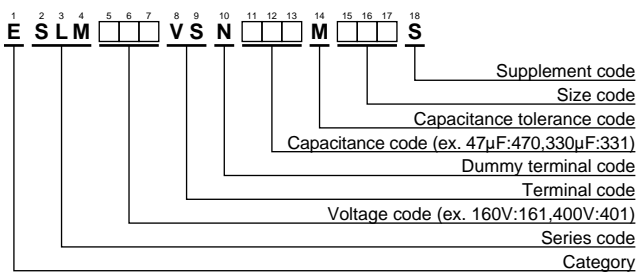 1 2 3 4 5 6 7 8 9 10 11 12 13 14 15 16 17 18
E S L M □□□ V S N □□□ M □□□ S
Supplement code
Size code
Capacitance tolerance code
Capacitance code (ex. 47µF:470,330µF:331)
Dummy terminal code
Terminal code
Voltage code (ex. 160V:161,400V:401)
Series code
Category